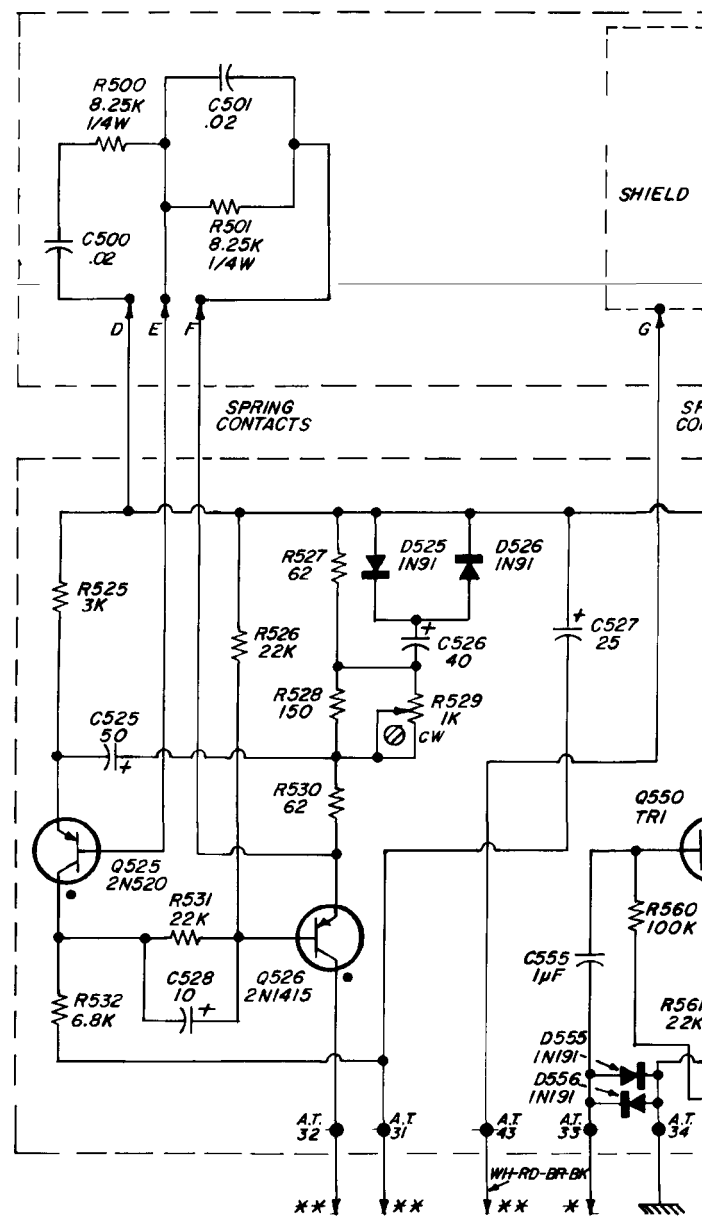 R500
8.25K
1/4W
C501
.02
SHIELD
C500
.02
R501
8.25K
1/4W
D
E
F
G
SPRING
CONTACTS
R525
3K
R526
22K
R527
62
D525
1N91
D526
1N91
+
C526
40
+
C527
25
C525
50
+
R528
150
R529
1K
CW
R530
62
Q550
TR1
Q525
2N520
R531
22K
R560
100K
C528
10
+
Q526
2N1415
C555
1µF
R532
6.8K
R561
22K
D555
1N191
D556
1N191
A.T.
32
A.T.
31
A.T.
43
A.T.
33
A.T.
34
WH-RD-BR-BK
**
**
**
*